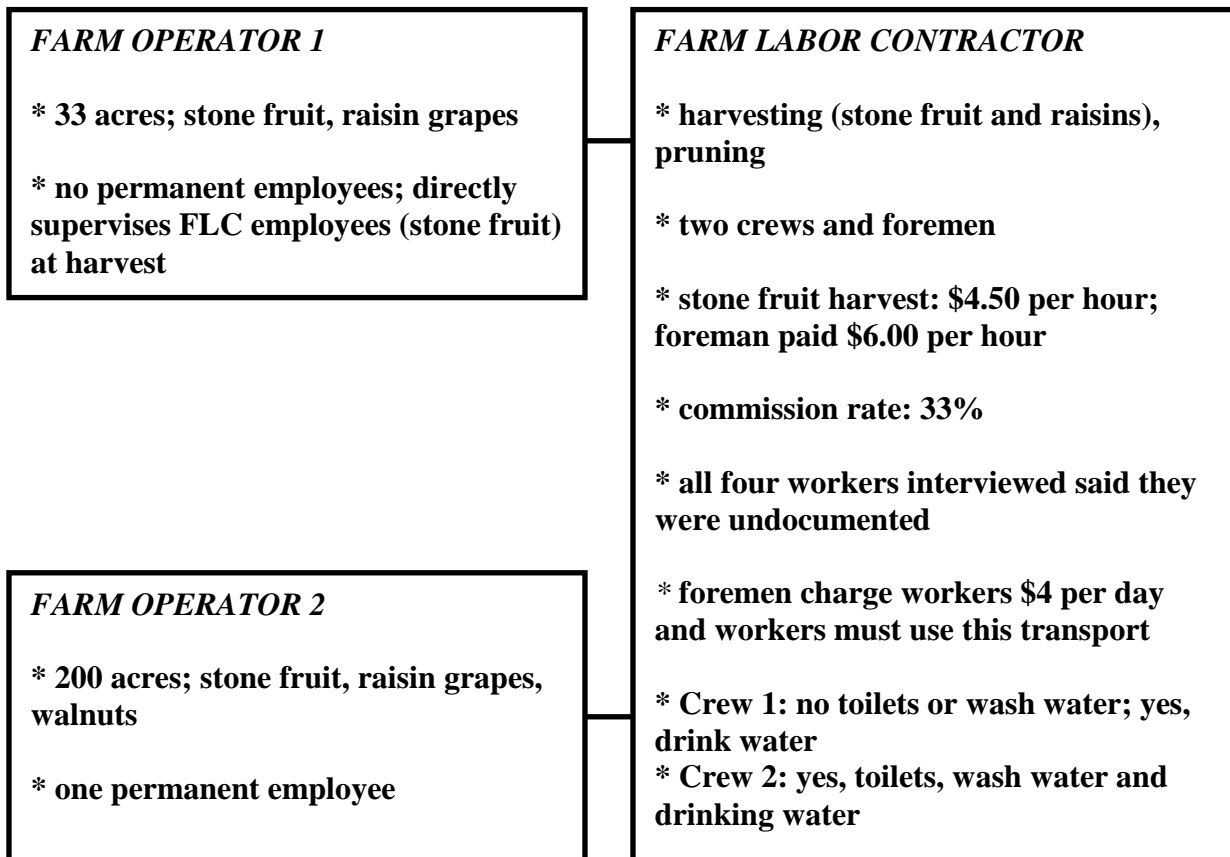 FARM OPERATOR 1
* 33 acres; stone fruit, raisin grapes
* no permanent employees; directly
supervises FLC employees (stone fruit)
at harvest
FARM OPERATOR 2
* 200 acres; stone fruit, raisin grapes,
walnuts
* one permanent employee
FARM LABOR CONTRACTOR
* harvesting (stone fruit and raisins),
pruning
* two crews and foremen
* stone fruit harvest: $4.50 per hour;
foreman paid $6.00 per hour
* commission rate: 33%
* all four workers interviewed said they
were undocumented
* foremen charge workers $4 per day
and workers must use this transport
* Crew 1: no toilets or wash water; yes,
drink water
* Crew 2: yes, toilets, wash water and
drinking water